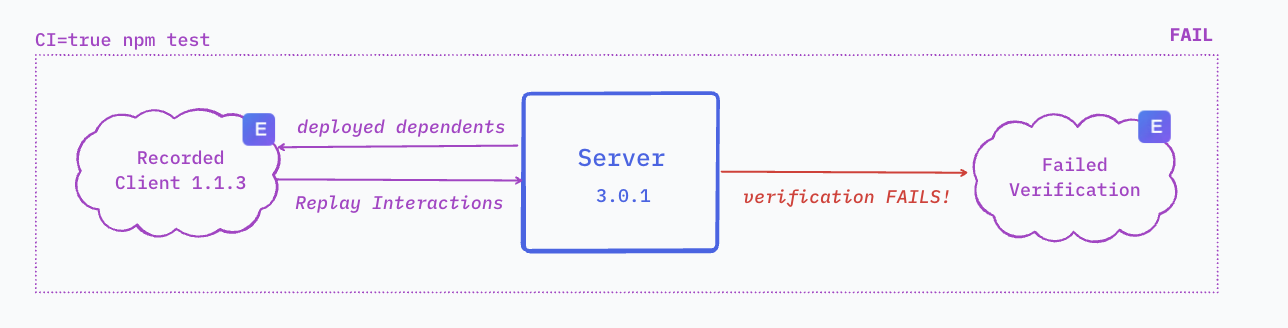 CI=true npm test
FAIL
E
deployed dependents
Recorded
Client 1.1.3
Replay Interactions
Server
3.0.1
verification FAILS!
E
Failed
Verification